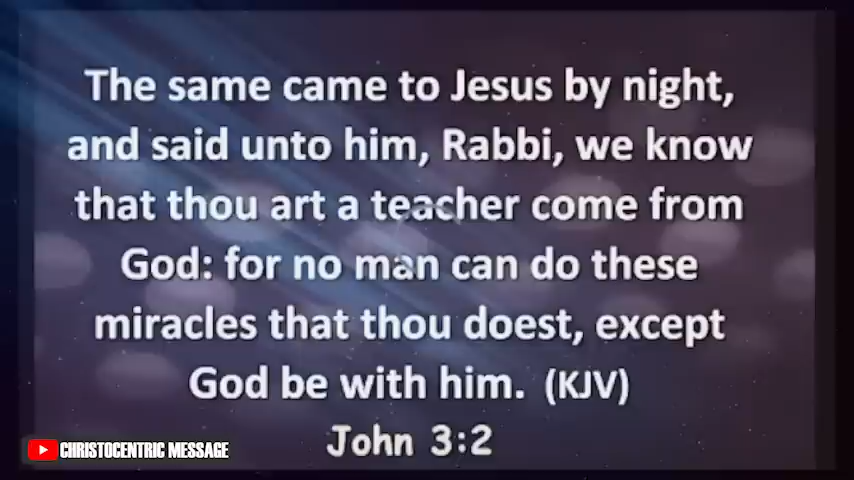 The same came to Jesus by night,
and said unto him, Rabbi, we know
that thou art a teacher come from
God: for no man can do these
miracles that thou doest, except
God be with him. (KJV)
John 3:2
CHRISTOCENTRIC MESSAGE